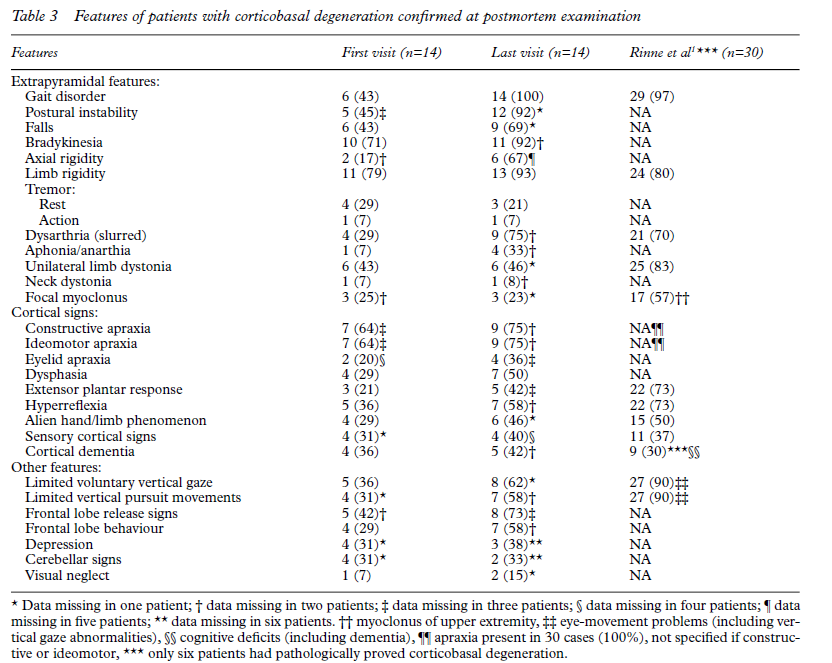 Table 3 Features of patients with corticobasal degeneration confirmed at postmortem examination
Features First visit (n=14) Last visit (n=14) Rinne et al¹*** (n=30)
Extrapyramidal features:
Gait disorder 6 (43) 14 (100) 29 (97)
Postural instability 5 (45)‡ 12 (92)* NA
Falls 6 (43) 9 (69)* NA
Bradykinesia 10 (71) 11 (92)† NA
Axial rigidity 2 (17)† 6 (67)¶ NA
Limb rigidity 11 (79) 13 (93) 24 (80)
Tremor:
Rest 4 (29) 3 (21) NA
Action 1 (7) 1 (7) NA
Dysarthria (slurred) 4 (29) 9 (75)† 21 (70)
Aphonia/anarthia 1 (7) 4 (33)† NA
Unilateral limb dystonia 6 (43) 6 (46)* 25 (83)
Neck dystonia 1 (7) 1 (8)† NA
Focal myoclonus 3 (25)† 3 (23)* 17 (57)††
Cortical signs:
Constructive apraxia 7 (64)‡ 9 (75)† NA¶¶
Ideomotor apraxia 7 (64)‡ 9 (75)† NA¶¶
Eyelid apraxia 2 (20)§ 4 (36)‡ NA
Dysphasia 4 (29) 7 (50) NA
Extensor plantar response 3 (21) 5 (42)‡ 22 (73)
Hyperreflexia 5 (36) 7 (58)† 22 (73)
Alien hand/limb phenomenon 4 (29) 6 (46)* 15 (50)
Sensory cortical signs 4 (31)* 4 (40)§ 11 (37)
Cortical dementia 4 (36) 5 (42)† 9 (30)***§§
Other features:
Limited voluntary vertical gaze 5 (36) 8 (62)* 27 (90)‡‡
Limited vertical pursuit movements 4 (31)* 7 (58)† 27 (90)‡‡
Frontal lobe release signs 5 (42)† 8 (73)‡ NA
Frontal lobe behaviour 4 (29) 7 (58)† NA
Depression 4 (31)* 3 (38)** NA
Cerebellar signs 4 (31)* 2 (33)** NA
Visual neglect 1 (7) 2 (15)* NA
* Data missing in one patient; † data missing in two patients; ‡ data missing in three patients; § data missing in four patients; ¶ data
missing in five patients; ** data missing in six patients. †† myoclonus of upper extremity, ‡‡ eye-movement problems (including ver-
tical gaze abnormalities), §§ cognitive deficits (including dementia), ¶¶ apraxia present in 30 cases (100%), not specified if construc-
tive or ideomotor, *** only six patients had pathologically proved corticobasal degeneration.